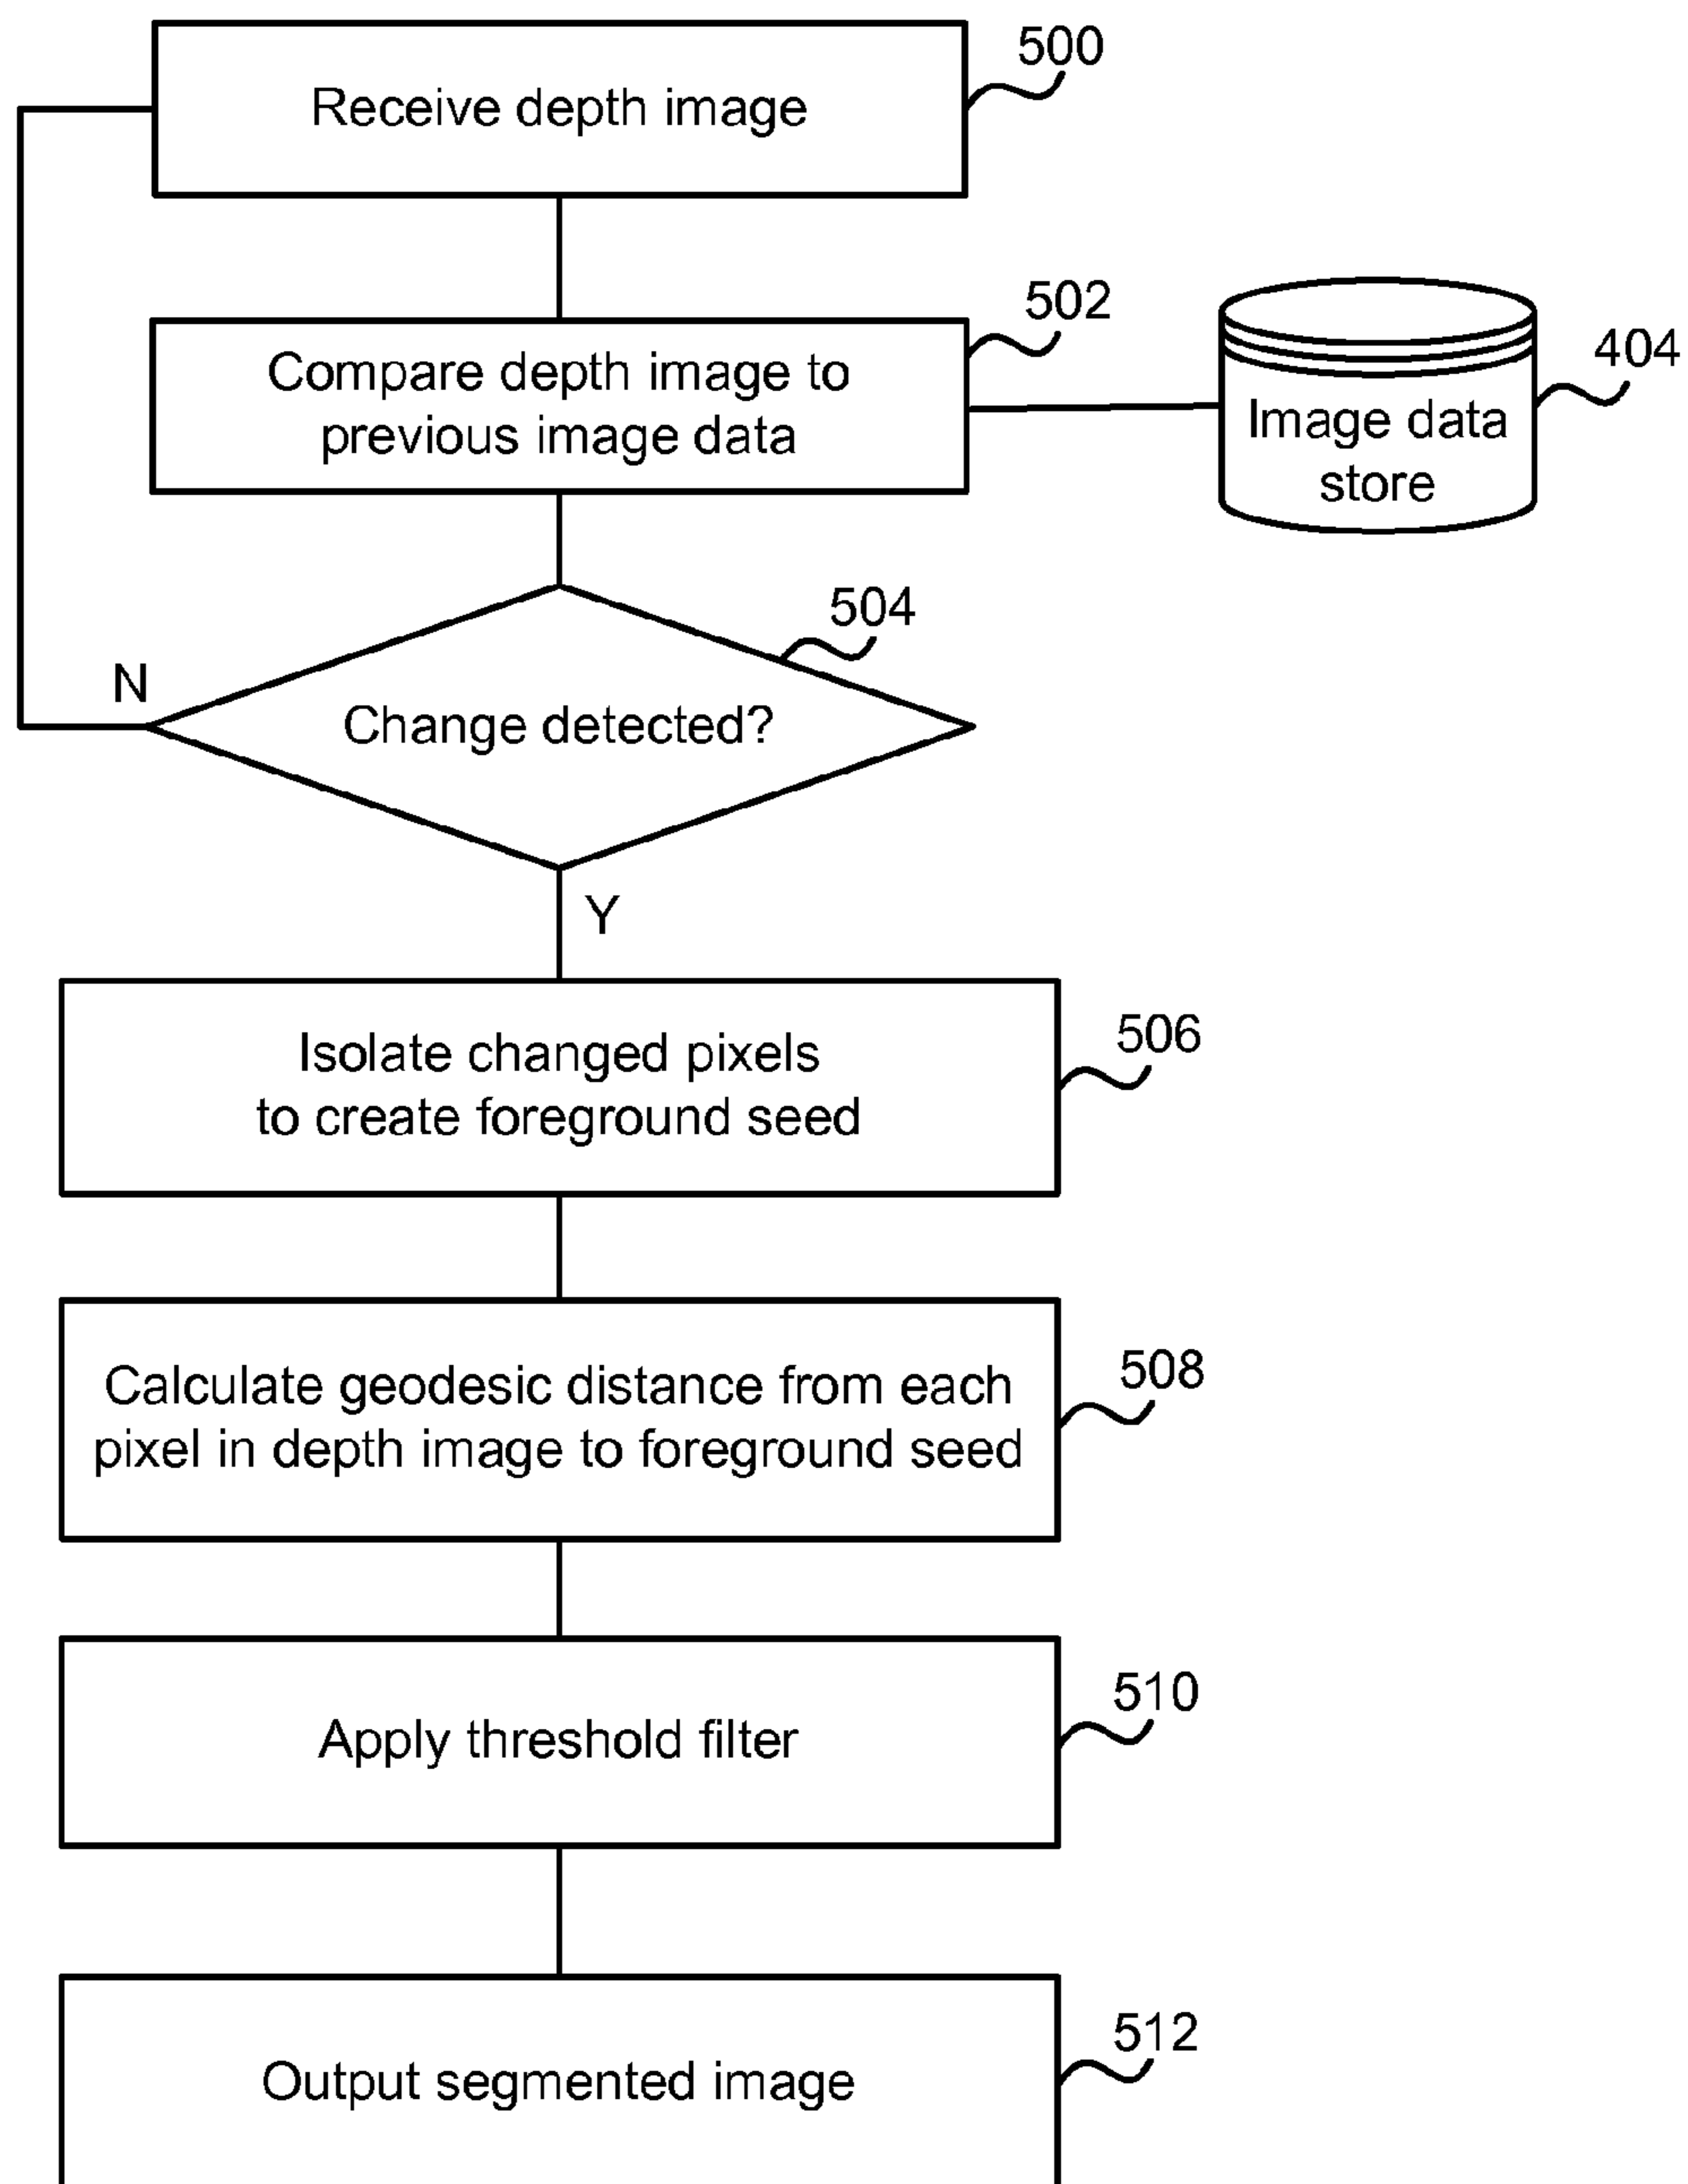 500
Receive depth image
502
Compare depth image to
previous image data
404
Image data
store
504
N
Change detected?
Y
506
Isolate changed pixels
to create foreground seed
508
Calculate geodesic distance from each
pixel in depth image to foreground seed
510
Apply threshold filter
512
Output segmented image